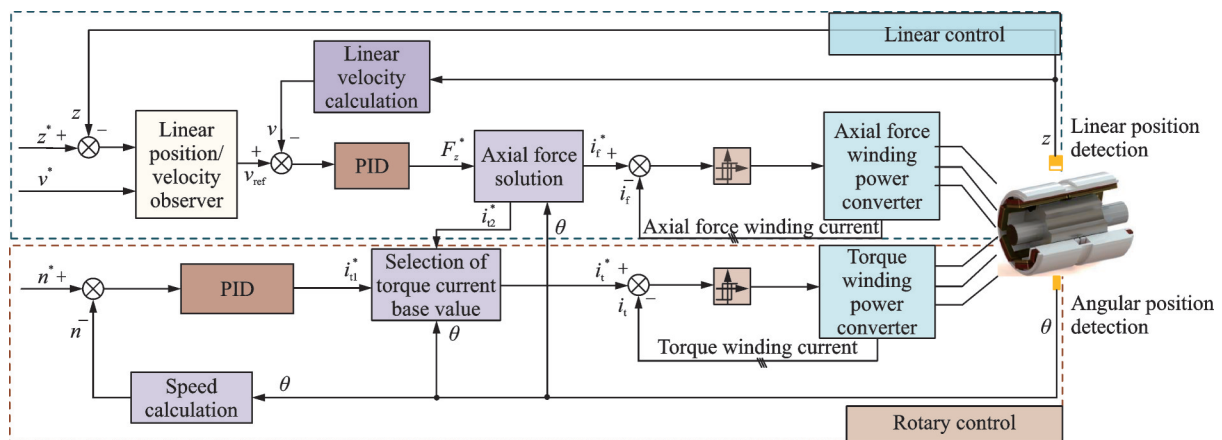 Linear control
Linear
velocity
calculation
z
−
z* +
v*
Linear
position/
velocity
observer
v
−
+
v_ref
PID
F_z*
Axial force
solution
i_f* +
−
i_f
Axial force
winding
power
converter
z
Linear position
detection
i_t2*
θ
Axial force winding current
n* +
n −
PID
i_t1*
Selection of
torque current
base value
θ
i_t* +
i_t −
Torque
winding
power
converter
Torque winding current
θ
Angular position
detection
Speed
calculation
θ
Rotary control